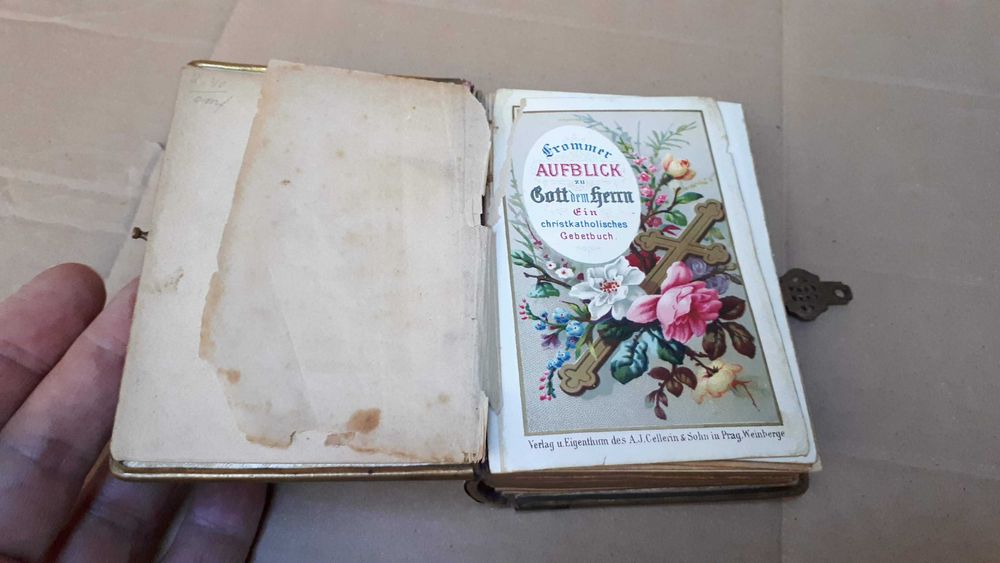 Frommer
AUFBLICK
zu
Gott dem Herrn
Ein
christkatholisches
Gebetbuch.
Verlag u. Eigenthum des A. J. Cellerin & Sohn in Prag. Weinberge